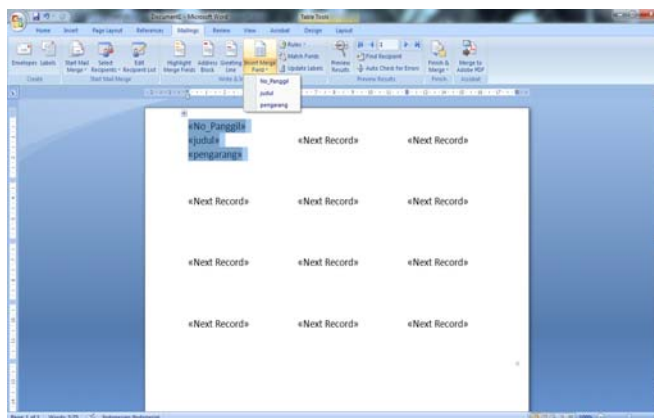 Document1 - Microsoft Word
Table Tools
Home Insert Page Layout References Mailings Review View Acrobat Design Layout
Envelopes Labels
Start Mail Merge
Select Recipients
Edit Recipient List
Highlight Merge Fields
Address Block
Greeting Line
Insert Merge Field
Rules
Match Fields
Update Labels
Preview Results
Find Recipient
Auto Check for Errors
Finish & Merge
Merge to Adobe PDF
Create Start Mail Merge Preview Results Finish Acrobat
No_Panggil
judul
pengarang
«No_Panggil»
«judul» «Next Record» «Next Record»
«pengarang»
«Next Record» «Next Record» «Next Record»
«Next Record» «Next Record» «Next Record»
«Next Record» «Next Record» «Next Record»